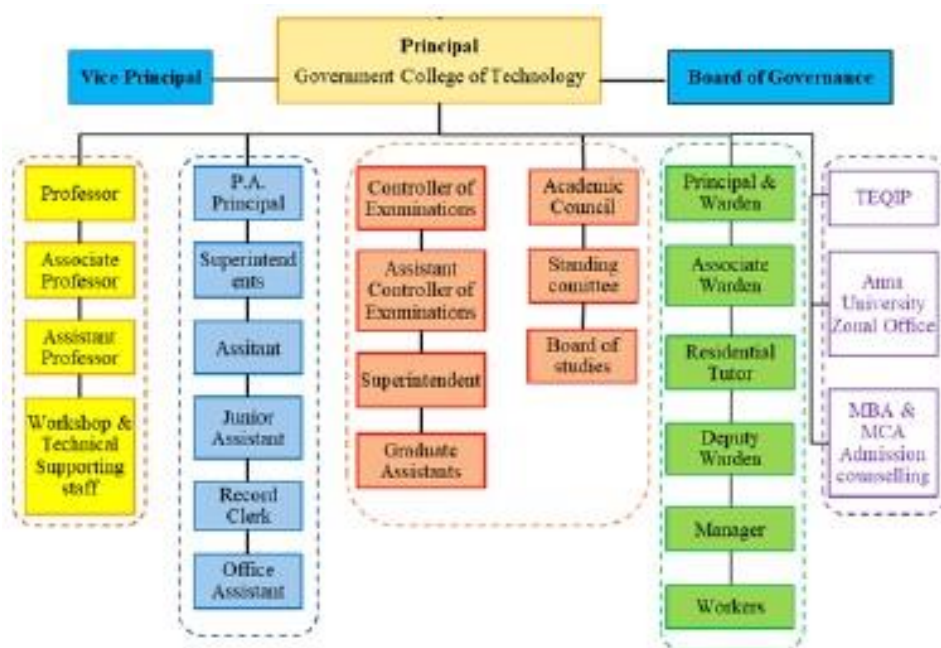 Principal
Government College of Technology
Vice Principal
Board of Governance
Professor
Associate
Professor
Assistant
Professor
Workshop &
Technical
Supporting
staff
P.A.
Principal
Superintend
ents
Assitant
Junior
Assistant
Record
Clerk
Office
Assistant
Controller of
Examinations
Assistant
Controller of
Examinations
Superintendent
Graduate
Assistants
Academic
Council
Standing
comittee
Board of
studies
Principal &
Warden
Associate
Warden
Residential
Tutor
Deputy
Warden
Manager
Workers
TEQIP
Anna
University
Zonal Office
MBA &
MCA
Admission
counselling